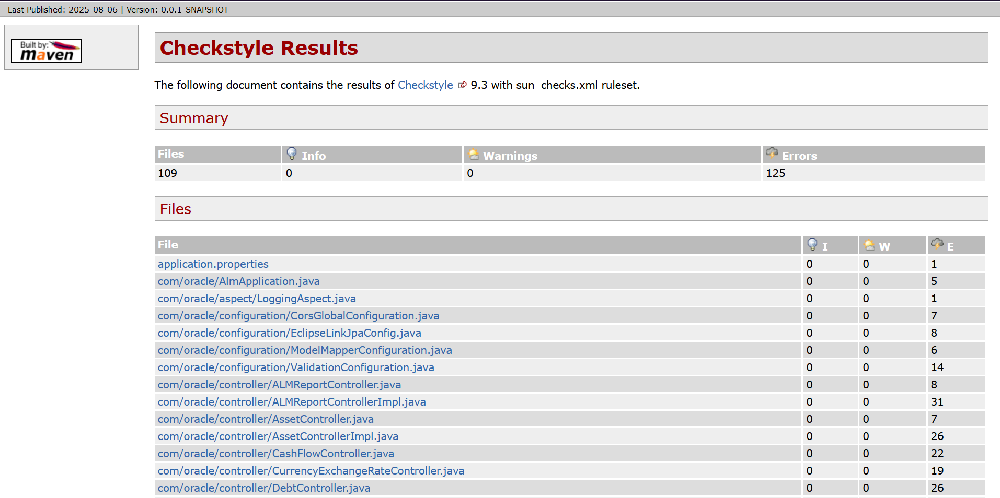 Last Published: 2025-08-06 | Version: 0.0.1-SNAPSHOT
Built by:
maven
Checkstyle Results
The following document contains the results of Checkstyle 9.3 with sun_checks.xml ruleset.
Summary
Files Info Warnings Errors
109 0 0 125
Files
File I W E
application.properties 0 0 1
com/oracle/AlmApplication.java 0 0 5
com/oracle/aspect/LoggingAspect.java 0 0 1
com/oracle/configuration/CorsGlobalConfiguration.java 0 0 7
com/oracle/configuration/EclipseLinkJpaConfig.java 0 0 8
com/oracle/configuration/ModelMapperConfiguration.java 0 0 6
com/oracle/configuration/ValidationConfiguration.java 0 0 14
com/oracle/controller/ALMReportController.java 0 0 8
com/oracle/controller/ALMReportControllerImpl.java 0 0 31
com/oracle/controller/AssetController.java 0 0 7
com/oracle/controller/AssetControllerImpl.java 0 0 26
com/oracle/controller/CashFlowController.java 0 0 22
com/oracle/controller/CurrencyExchangeRateController.java 0 0 19
com/oracle/controller/DebtController.java 0 0 26